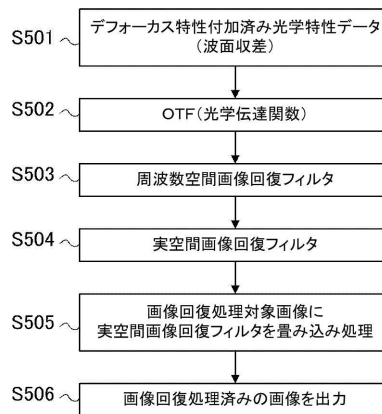 S501
デフォーカス特性付加済み光学特性データ
(波面収差)
S502
OTF(光学伝達関数)
S503
周波数空間画像回復フィルタ
S504
実空間画像回復フィルタ
S505
画像回復処理対象画像に
実空間画像回復フィルタを畳み込み処理
S506
画像回復処理済みの画像を出力